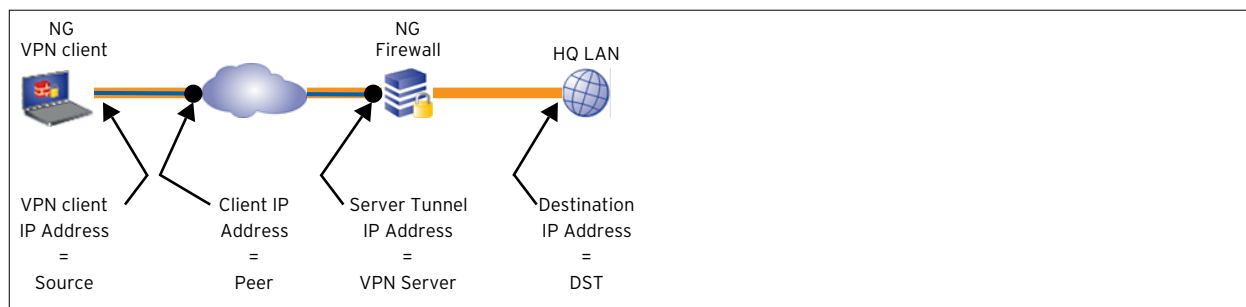 NG
VPN client
NG
Firewall
HQ LAN
VPN client
IP Address
=
Source
Client IP
Address
=
Peer
Server Tunnel
IP Address
=
VPN Server
Destination
IP Address
=
DST